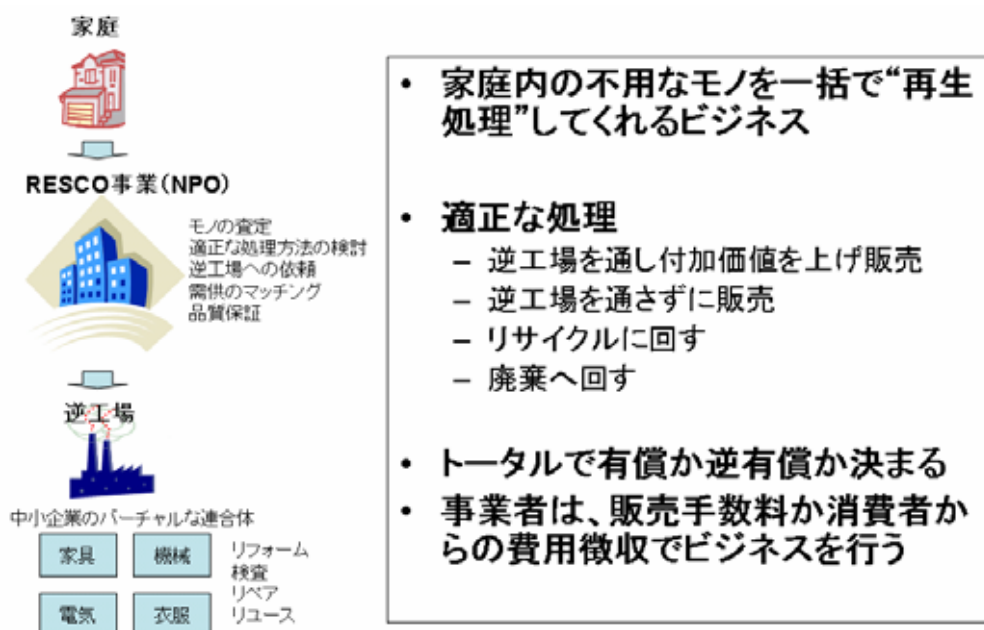 家庭
RESCO事業(NPO)
モノの査定
適正な処理方法の検討
逆工場への依頼
需供のマッチング
品質保証
逆工場
中小企業のバーチャルな連合体
家具
機械
電気
衣服
リフォーム
検査
リペア
リユース
• 家庭内の不用なモノを一括で“再生
処理”してくれるビジネス
• 適正な処理
– 逆工場を通し付加価値を上げ販売
– 逆工場を通さずに販売
– リサイクルに回す
– 廃棄へ回す
• トータルで有償か逆有償か決まる
• 事業者は、販売手数料か消費者か
らの費用徴収でビジネスを行う